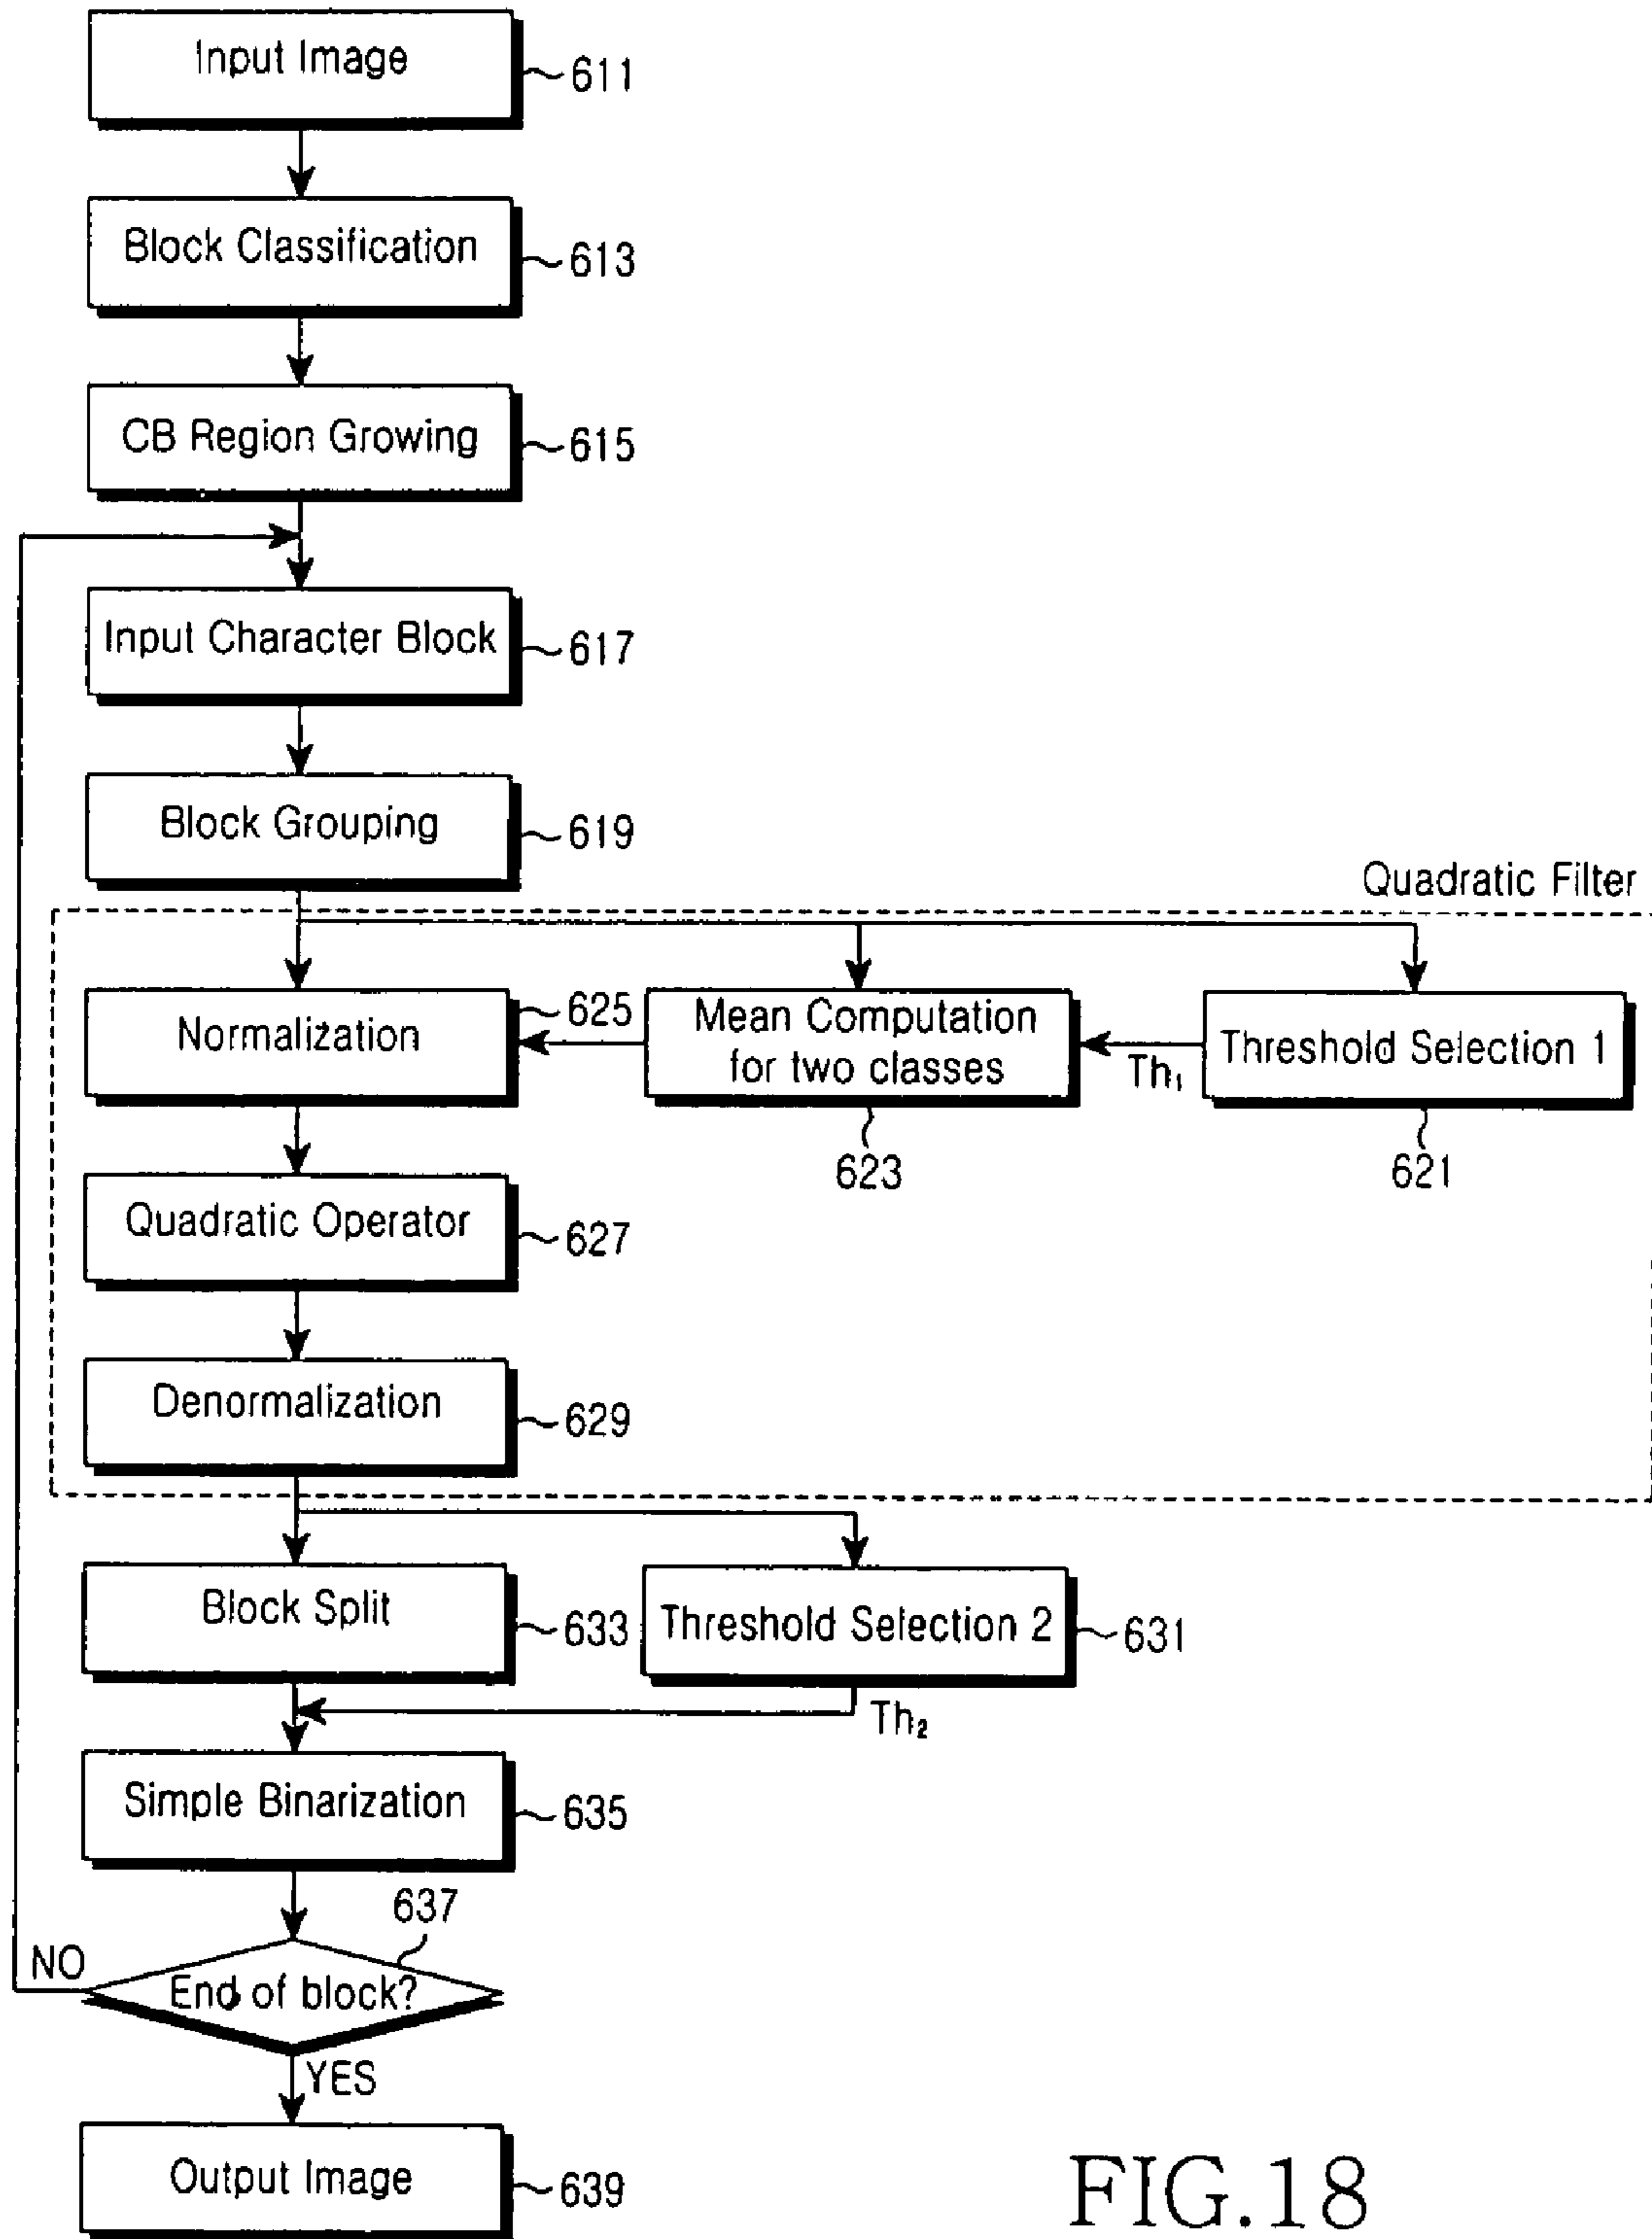 Input Image
611
Block Classification
613
CB Region Growing
615
Input Character Block
617
Block Grouping
619
Quadratic Filter
Normalization
625
Mean Computation
for two classes
623
Th₁
Threshold Selection 1
621
Quadratic Operator
627
Denormalization
629
Block Split
633
Threshold Selection 2
631
Th₂
Simple Binarization
635
637
NO
End of block?
YES
Output Image
639
FIG.18